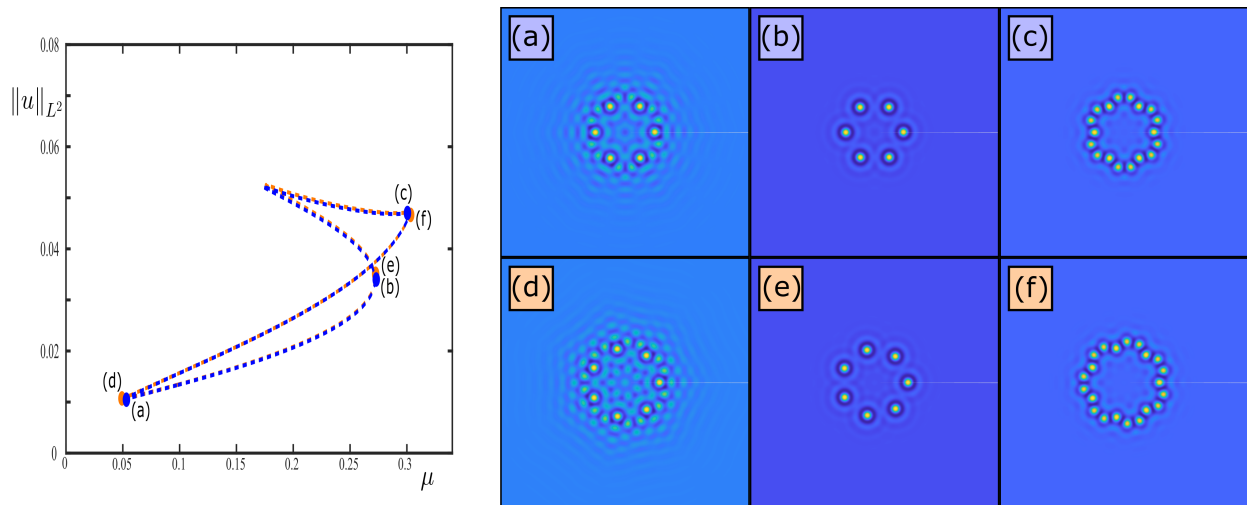 0.08
0.06
0.04
0.02
0
‖u‖_{L²}
0
0.05
0.1
0.15
0.2
0.25
0.3
μ
(c)
(f)
(e)
(b)
(d)
(a)
(a)
(b)
(c)
(d)
(e)
(f)